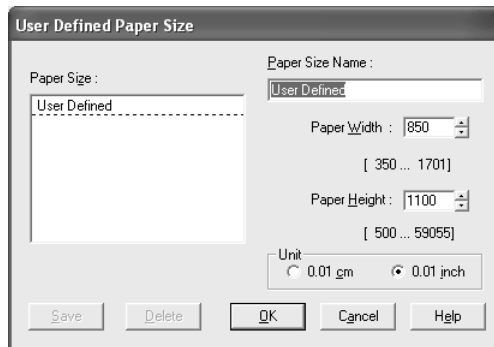 User Defined Paper Size
Paper Size :
User Defined
Paper Size Name :
User Defined
Paper Width : 850
[ 350 ... 1701]
Paper Height : 1100
[ 500 ... 59055]
Unit
0.01 cm 0.01 inch
Save Delete OK Cancel Help